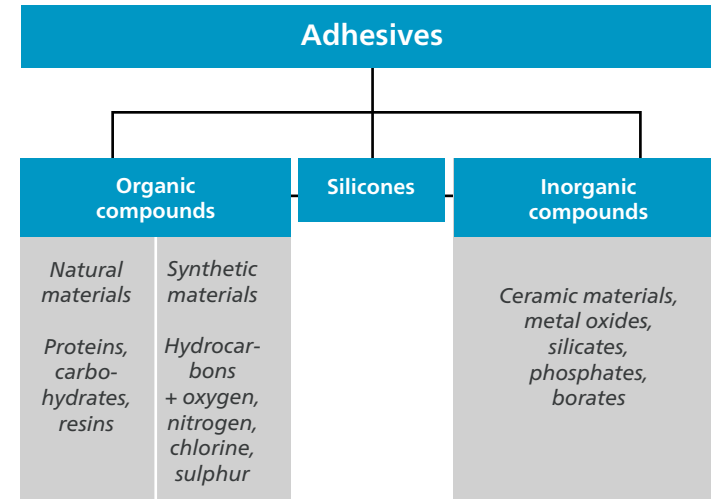 Adhesives
Organic
compounds
Silicones
Inorganic
compounds
Natural
materials
Proteins,
carbo-
hydrates,
resins
Synthetic
materials
Hydrocar-
bons
+ oxygen,
nitrogen,
chlorine,
sulphur
Ceramic materials,
metal oxides,
silicates,
phosphates,
borates